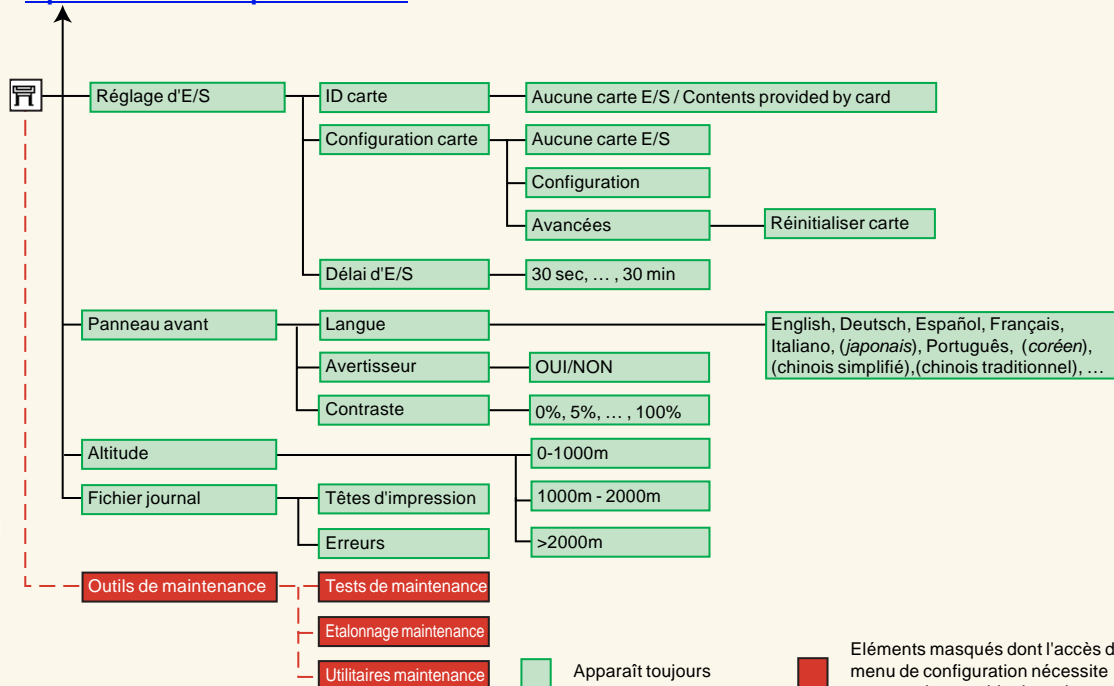 Réglage d'E/S
ID carte
Aucune carte E/S / Contents provided by card
Configuration carte
Aucune carte E/S
Configuration
Avancées
Réinitialiser carte
Délai d'E/S
30 sec, … , 30 min
Panneau avant
Langue
English, Deutsch, Español, Français,
Italiano, (japonais), Português, (coréen),
(chinois simplifié),(chinois traditionnel), …
Avertisseur
OUI/NON
Contraste
0%, 5%, … , 100%
Altitude
0-1000m
1000m - 2000m
>2000m
Fichier journal
Têtes d'impression
Erreurs
Outils de maintenance
Tests de maintenance
Etalonnage maintenance
Utilitaires maintenance
Apparaît toujours
Eléments masqués dont l'accès d
menu de configuration nécessite